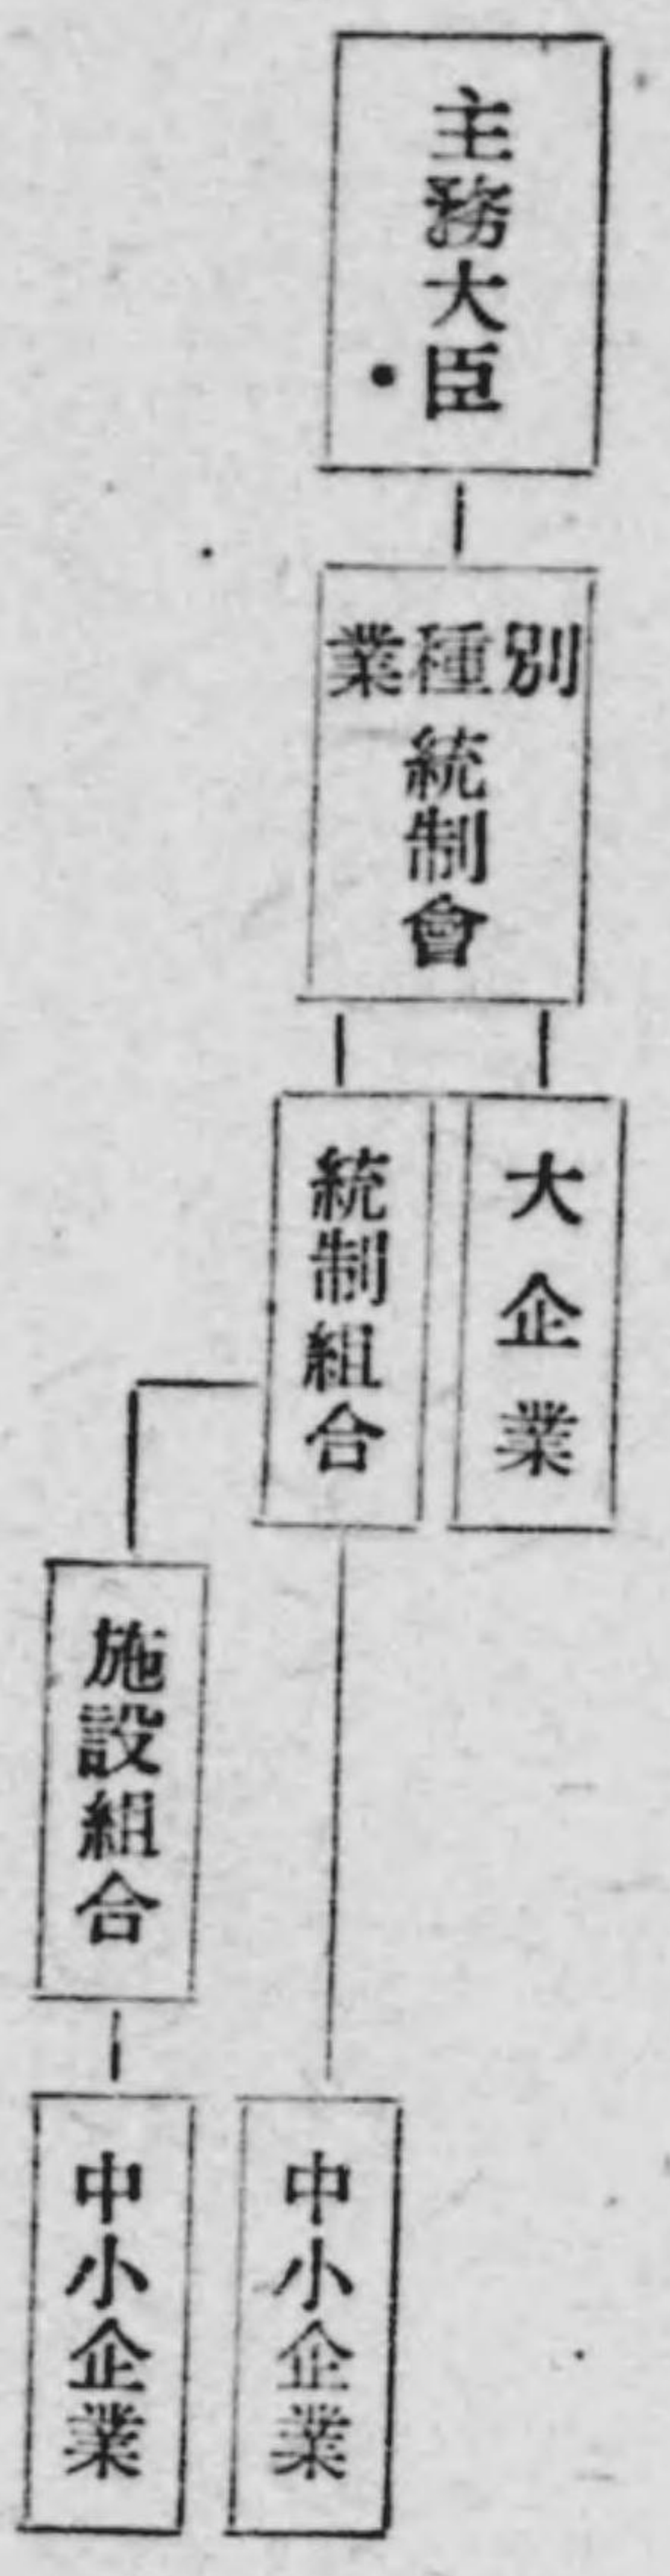 主務大臣
業種別
統制會
大企業
統制組合
施設組合
中小企業
中小企業